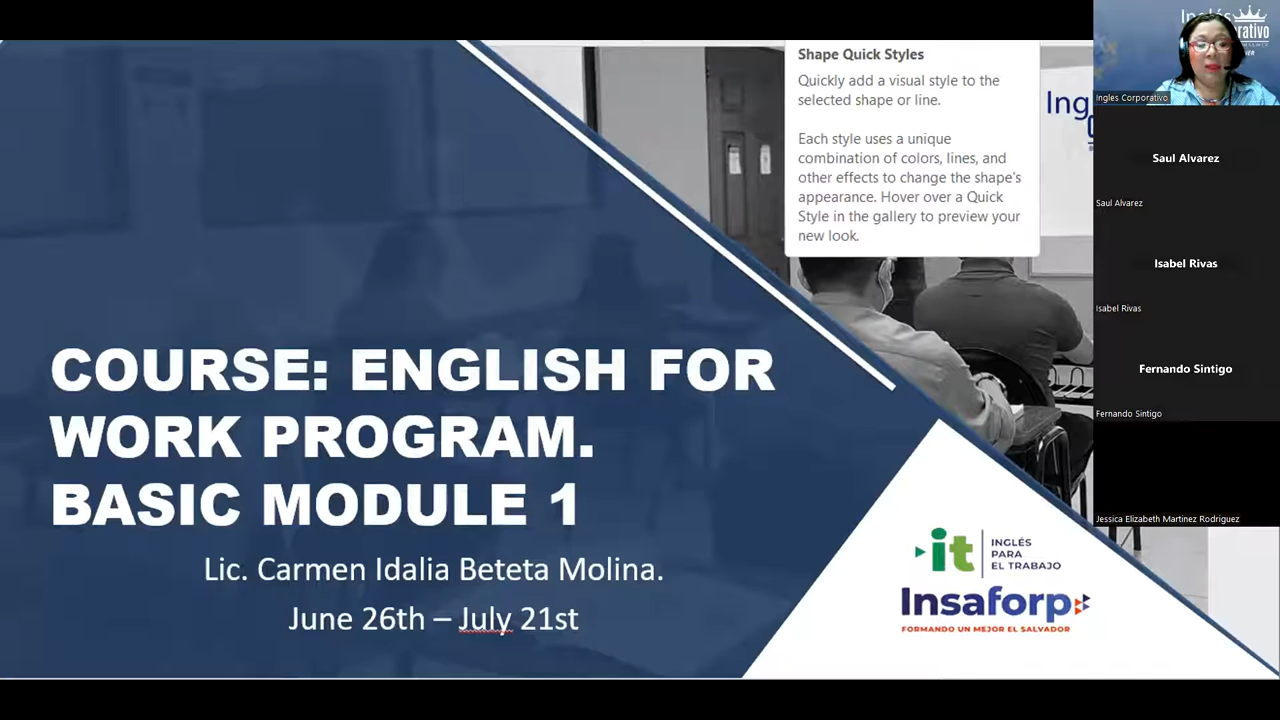 Shape Quick Styles
Quickly add a visual style to the
selected shape or line.
Each style uses a unique
combination of colors, lines, and
other effects to change the shape's
appearance. Hover over a Quick
Style in the gallery to preview your
new look.
Ing
COURSE: ENGLISH FOR
WORK PROGRAM.
BASIC MODULE 1
Lic. Carmen Idalia Beteta Molina.
June 26th – July 21st
it
INGLÉS
PARA
EL TRABAJO
Insaforp
FORMANDO UN MEJOR EL SALVADOR
Inglés
Ingles Corporativo
Saul Alvarez
Saul Alvarez
Isabel Rivas
Isabel Rivas
Fernando Sintigo
Fernando Sintigo
Jessica Elizabeth Martinez Rodriguez